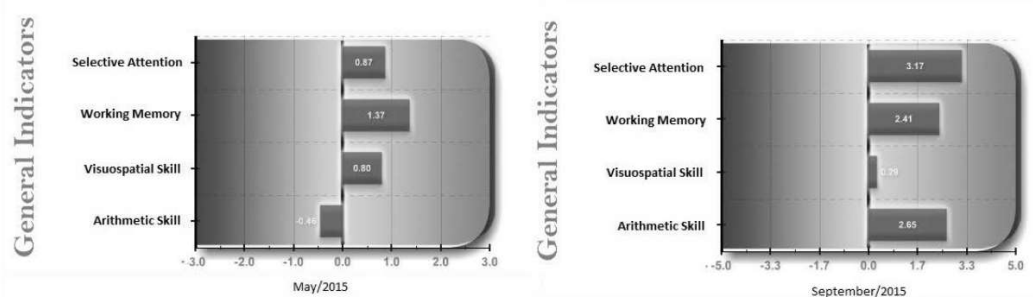 General Indicators
Selective Attention
0.87
Working Memory
1.37
Visuospatial Skill
0.80
Arithmetic Skill
-0.46
- 3.0 -2.0 -1.0 0.0 1.0 2.0 3.0
May/2015
General Indicators
Selective Attention
3.17
Working Memory
2.41
Visuospatial Skill
0.29
Arithmetic Skill
2.65
- 5.0 -3.3 -1.7 0.0 1.7 3.3 5.0
September/2015